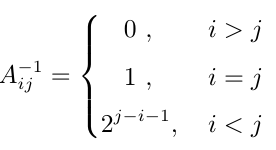 $$A_{ij}^{-1} = \begin{cases} 0 \ , & i > j \\ 1 \ , & i = j \\ 2^{j-i-1}, & i < j \end{cases}$$